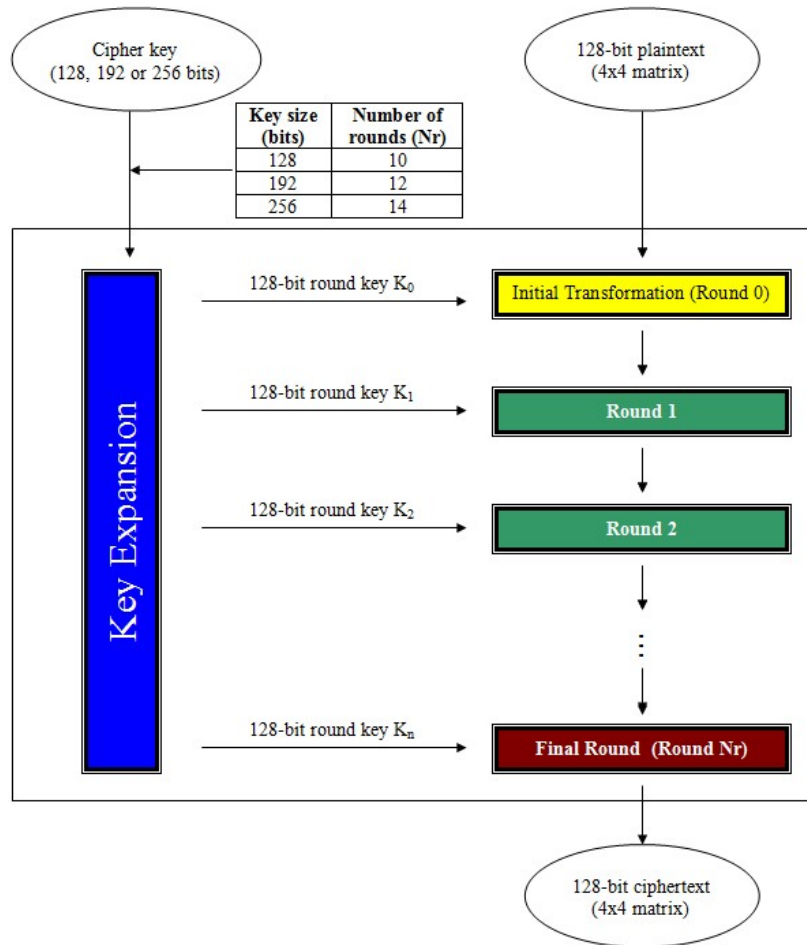 Cipher key
(128, 192 or 256 bits)
128-bit plaintext
(4x4 matrix)
Key size (bits) Number of rounds (Nr)
128 10
192 12
256 14
Key Expansion
128-bit round key K₀
Initial Transformation (Round 0)
128-bit round key K₁
Round 1
128-bit round key K₂
Round 2
...
128-bit round key Kₙ
Final Round (Round Nr)
128-bit ciphertext
(4x4 matrix)